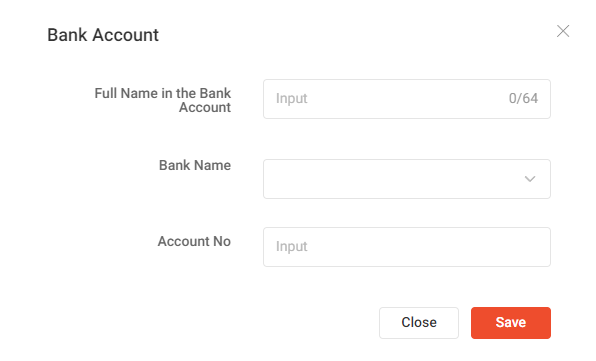 Bank Account
Full Name in the Bank
Account
Input
0/64
Bank Name
Account No
Input
Close
Save